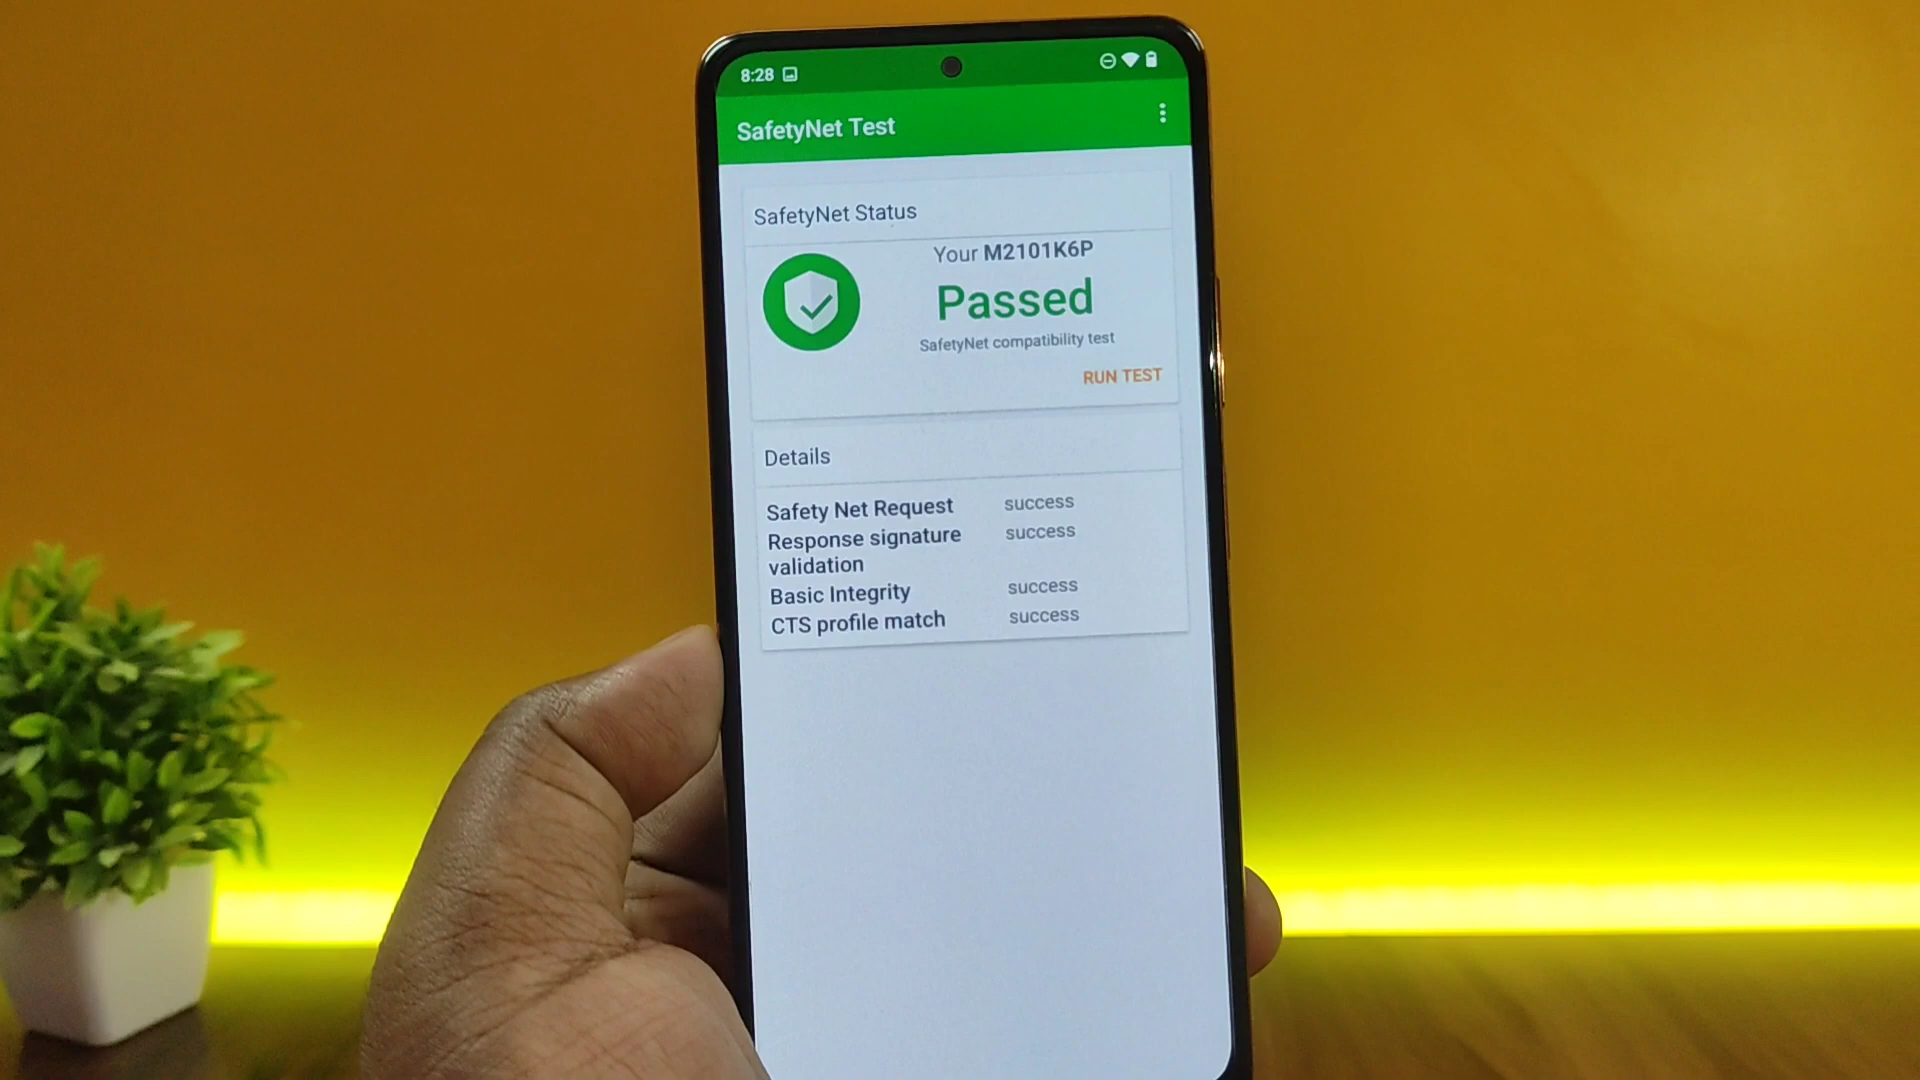 8:28
SafetyNet Test
SafetyNet Status
Your M2101K6P
Passed
SafetyNet compatibility test
RUN TEST
Details
Safety Net Request success
Response signature success
validation
Basic Integrity success
CTS profile match success